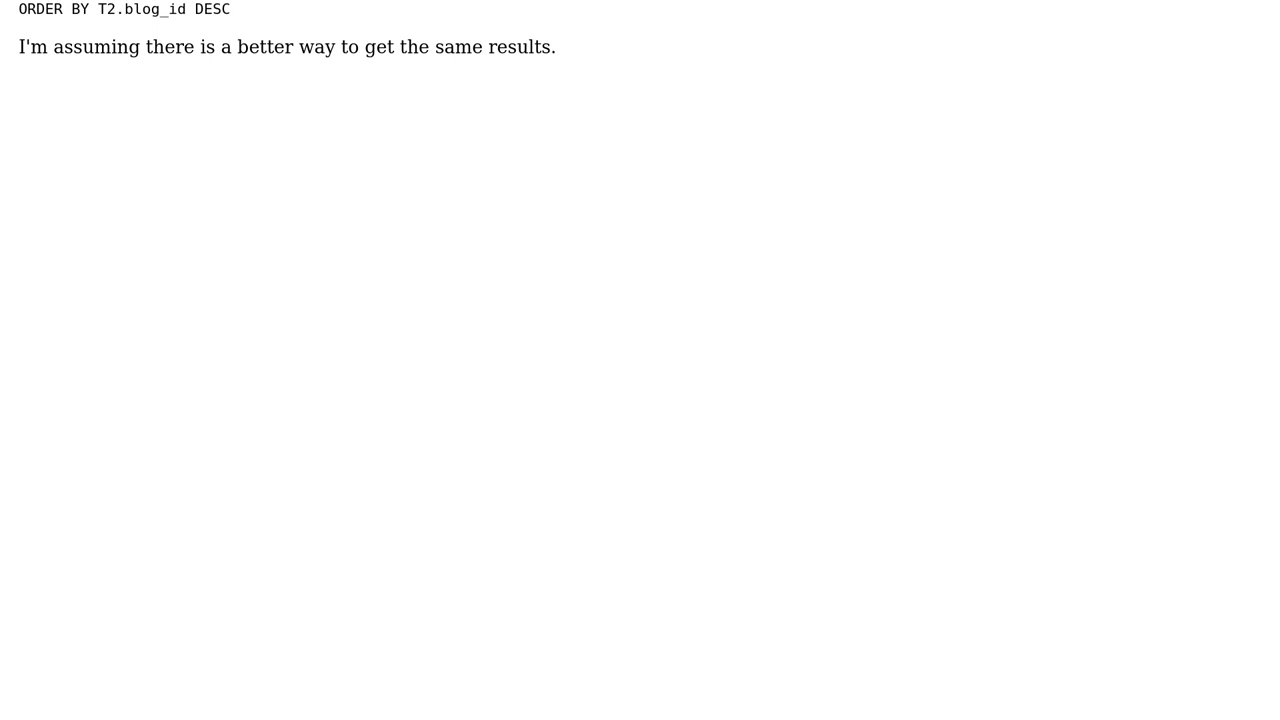 ORDER BY T2.blog_id DESC
I'm assuming there is a better way to get the same results.